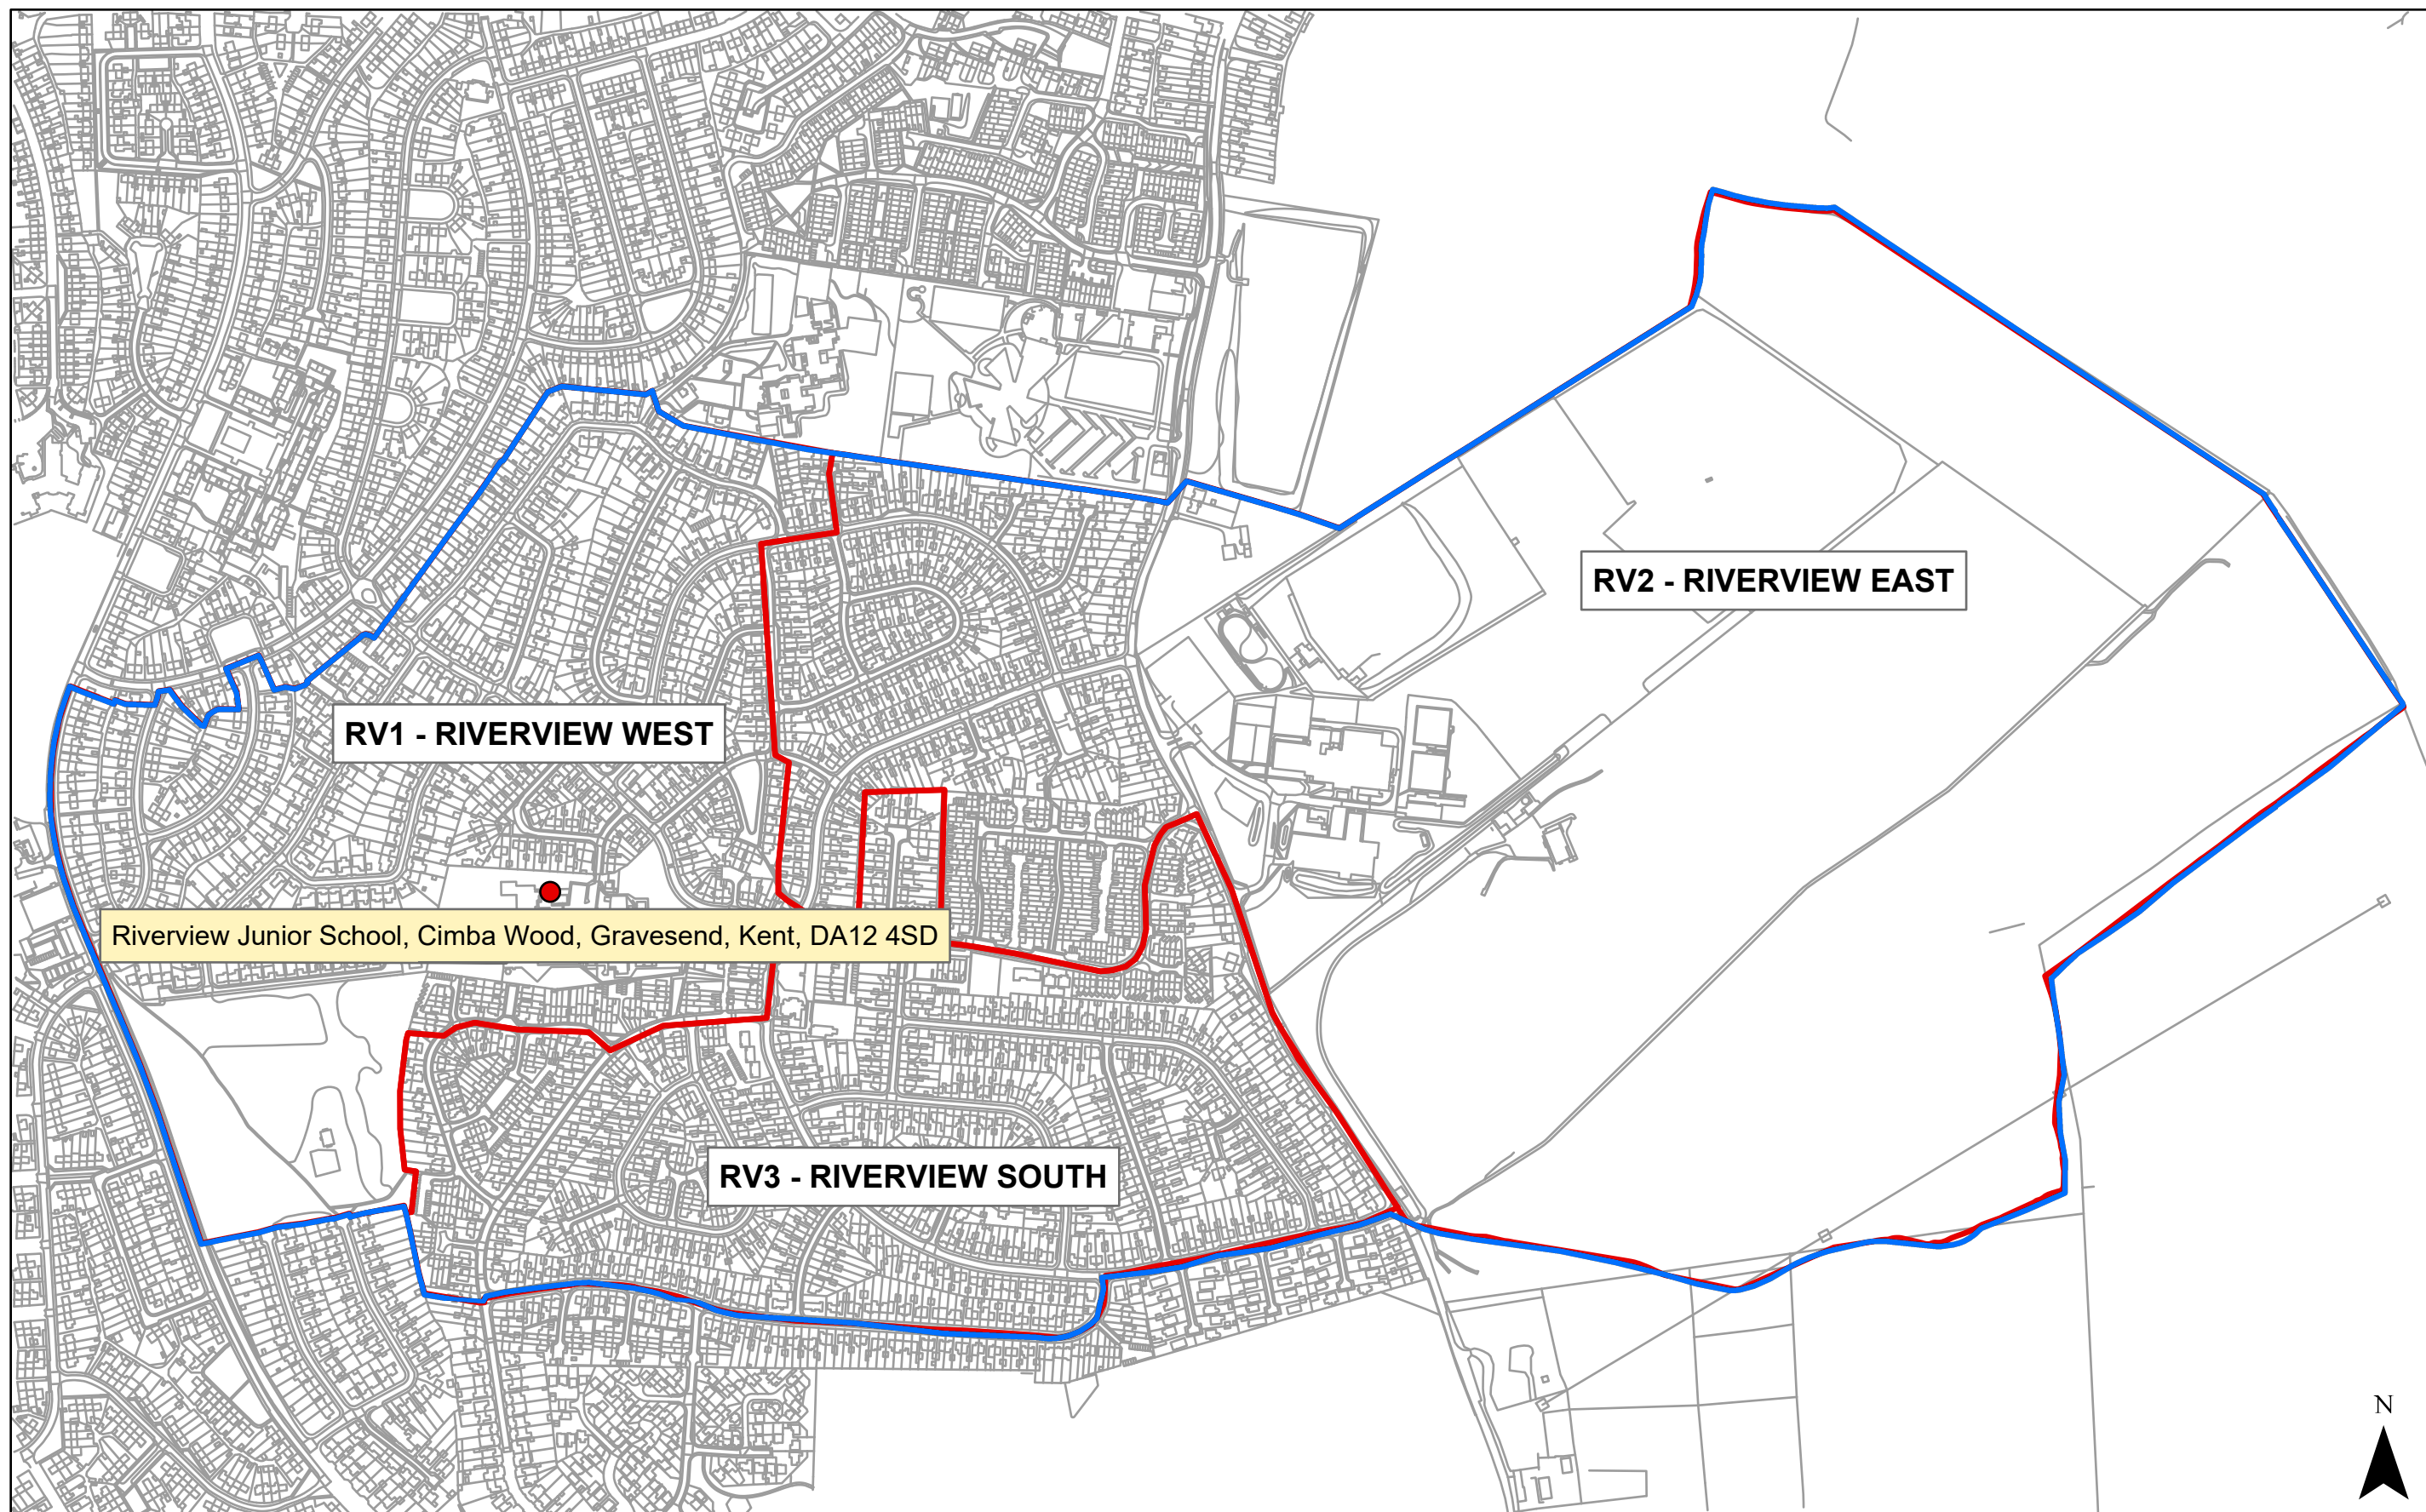 RV2 - RIVERVIEW EAST
RV1 - RIVERVIEW WEST
Riverview Junior School, Cimba Wood, Gravesend, Kent, DA12 4SD
RV3 - RIVERVIEW SOUTH
N